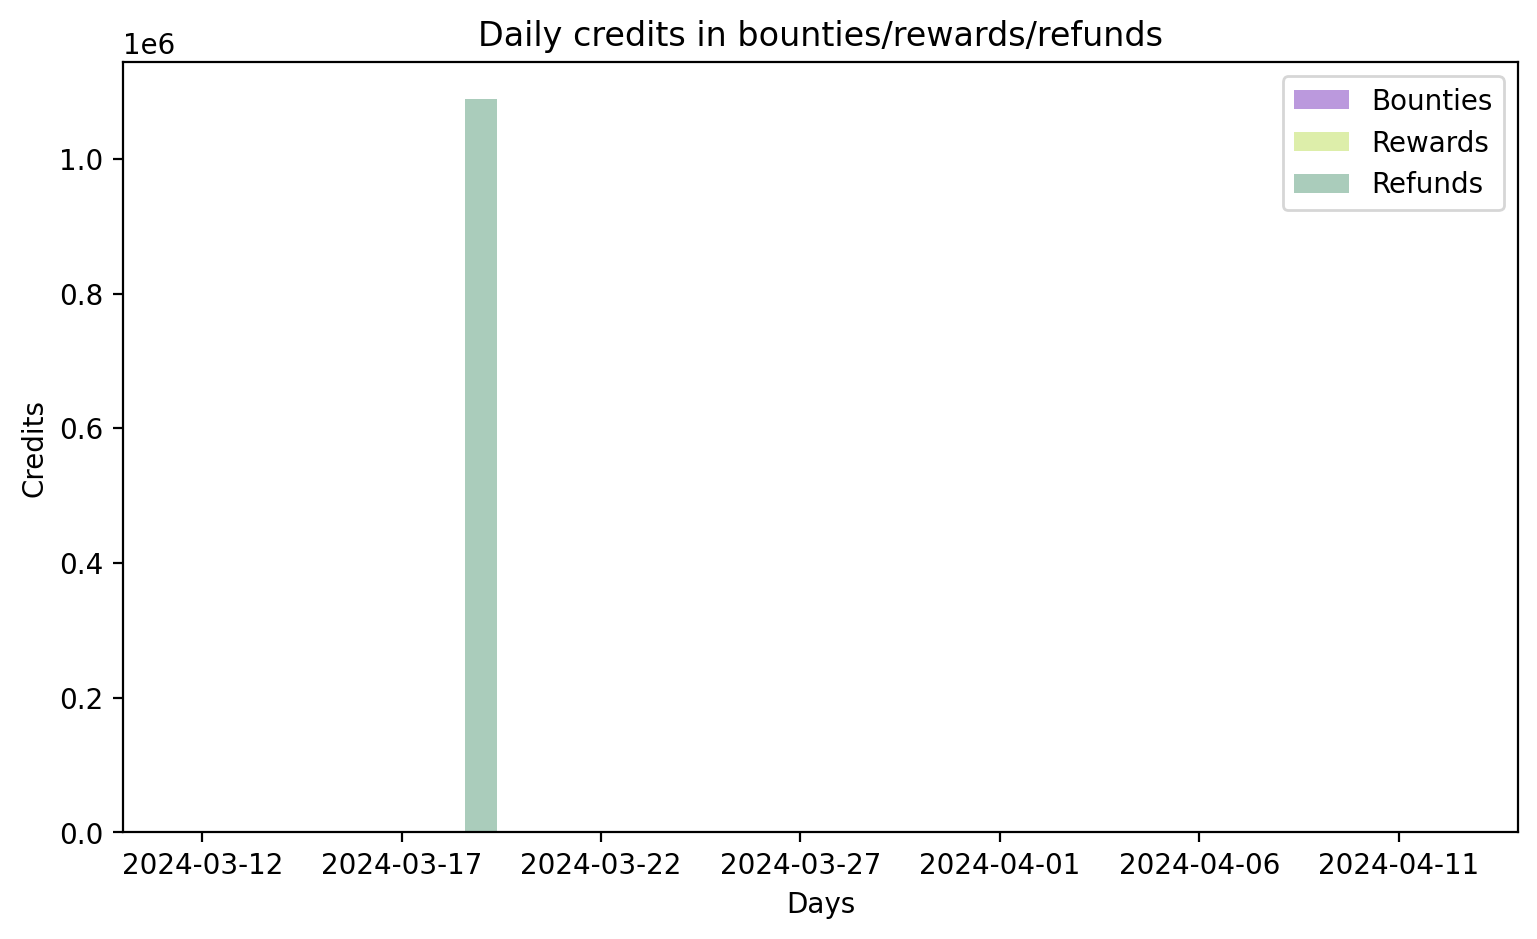 Daily credits in bounties/rewards/refunds
1e6
Bounties
Rewards
Refunds
1.0
0.8
0.6
0.4
0.2
0.0
Credits
2024-03-12 2024-03-17 2024-03-22 2024-03-27 2024-04-01 2024-04-06 2024-04-11
Days